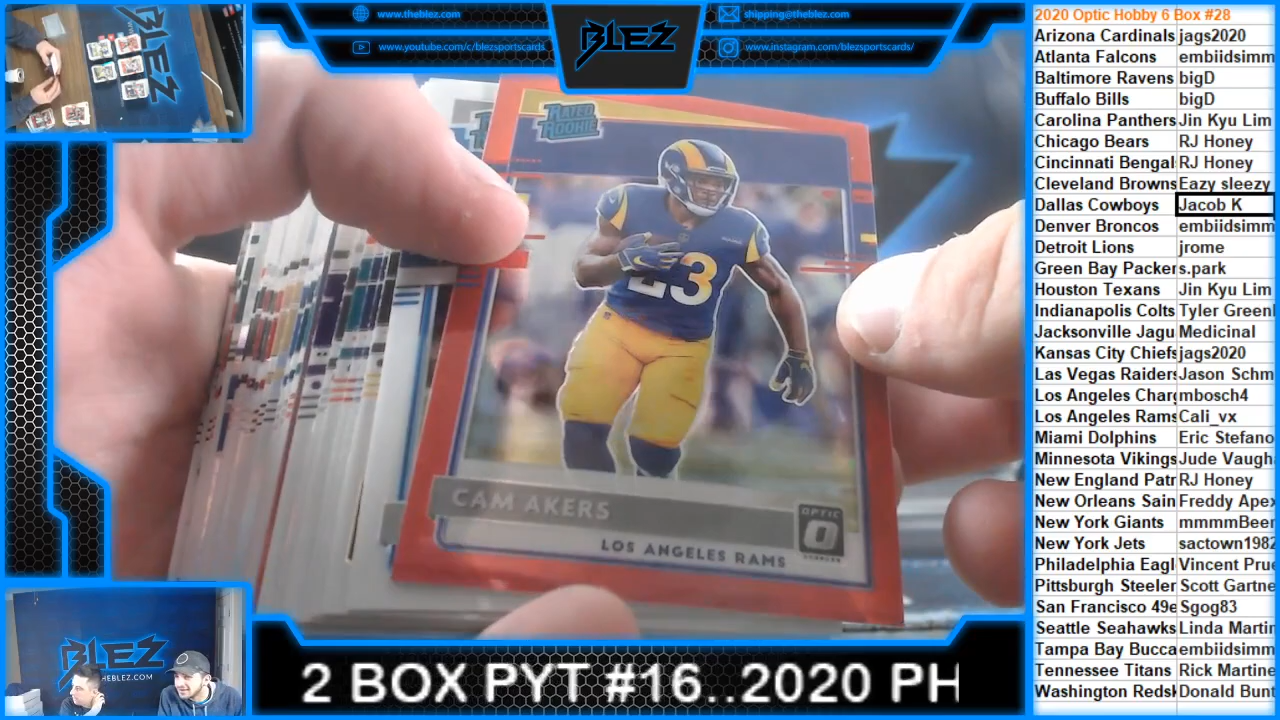 www.theblez.com
www.youtube.com/c/blezsportscards
BLEZ
shipping@theblez.com
www.instagram.com/blezsportscards/
BLEZ
RATED ROOKIE
23
CAM AKERS
OPTIC
LOS ANGELES RAMS
BLEZ
THEBLEZ.COM
2 BOX PYT #16..2020 PH
2020 Optic Hobby 6 Box #28
Arizona Cardinals jags2020
Atlanta Falcons embiidsimm
Baltimore Ravens bigD
Buffalo Bills bigD
Carolina Panthers Jin Kyu Lim
Chicago Bears RJ Honey
Cincinnati Bengal RJ Honey
Cleveland Browns Eazy sleezy
Dallas Cowboys Jacob K
Denver Broncos embiidsimm
Detroit Lions jrome
Green Bay Packer s.park
Houston Texans Jin Kyu Lim
Indianapolis Colts Tyler Green
Jacksonville Jagu Medicinal
Kansas City Chiefs jags2020
Las Vegas Raiders Jason Schm
Los Angeles Charg mbosch4
Los Angeles Rams Cali_vx
Miami Dolphins Eric Stefano
Minnesota Vikings Jude Vaugh
New England Patr RJ Honey
New Orleans Sain Freddy Apex
New York Giants mmmmBeer
New York Jets sactown1982
Philadelphia Eagl Vincent Prue
Pittsburgh Steeler Scott Gartne
San Francisco 49e Sgog83
Seattle Seahawks Linda Martin
Tampa Bay Bucca embiidsimm
Tennessee Titans Rick Martine
Washington Redsk Donald Bunt